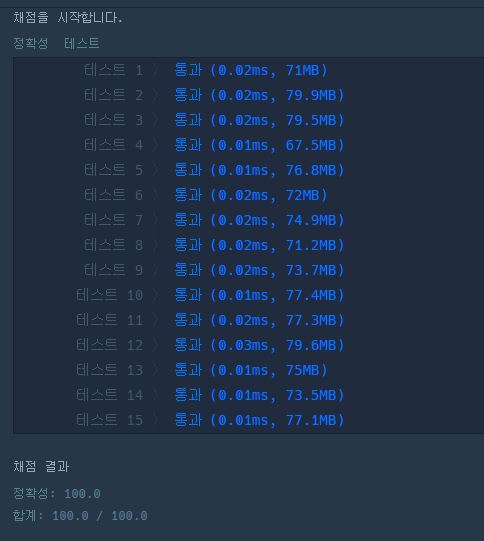 채점을 시작합니다.
정확성 테스트
테스트 1 〉 통과 (0.02ms, 71MB)
테스트 2 〉 통과 (0.02ms, 79.9MB)
테스트 3 〉 통과 (0.02ms, 79.5MB)
테스트 4 〉 통과 (0.01ms, 67.5MB)
테스트 5 〉 통과 (0.01ms, 76.8MB)
테스트 6 〉 통과 (0.02ms, 72MB)
테스트 7 〉 통과 (0.02ms, 74.9MB)
테스트 8 〉 통과 (0.02ms, 71.2MB)
테스트 9 〉 통과 (0.02ms, 73.7MB)
테스트 10 〉 통과 (0.01ms, 77.4MB)
테스트 11 〉 통과 (0.02ms, 77.3MB)
테스트 12 〉 통과 (0.03ms, 79.6MB)
테스트 13 〉 통과 (0.01ms, 75MB)
테스트 14 〉 통과 (0.01ms, 73.5MB)
테스트 15 〉 통과 (0.01ms, 77.1MB)
채점 결과
정확성: 100.0
합계: 100.0 / 100.0